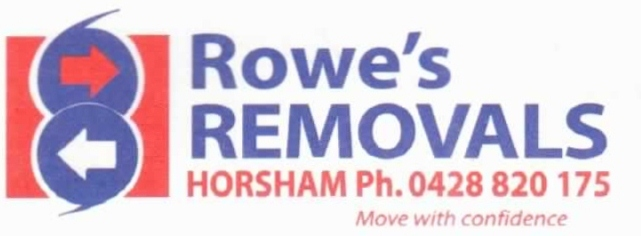 Rowe's
REMOVALS
HORSHAM Ph. 0428 820 175
Move with confidence